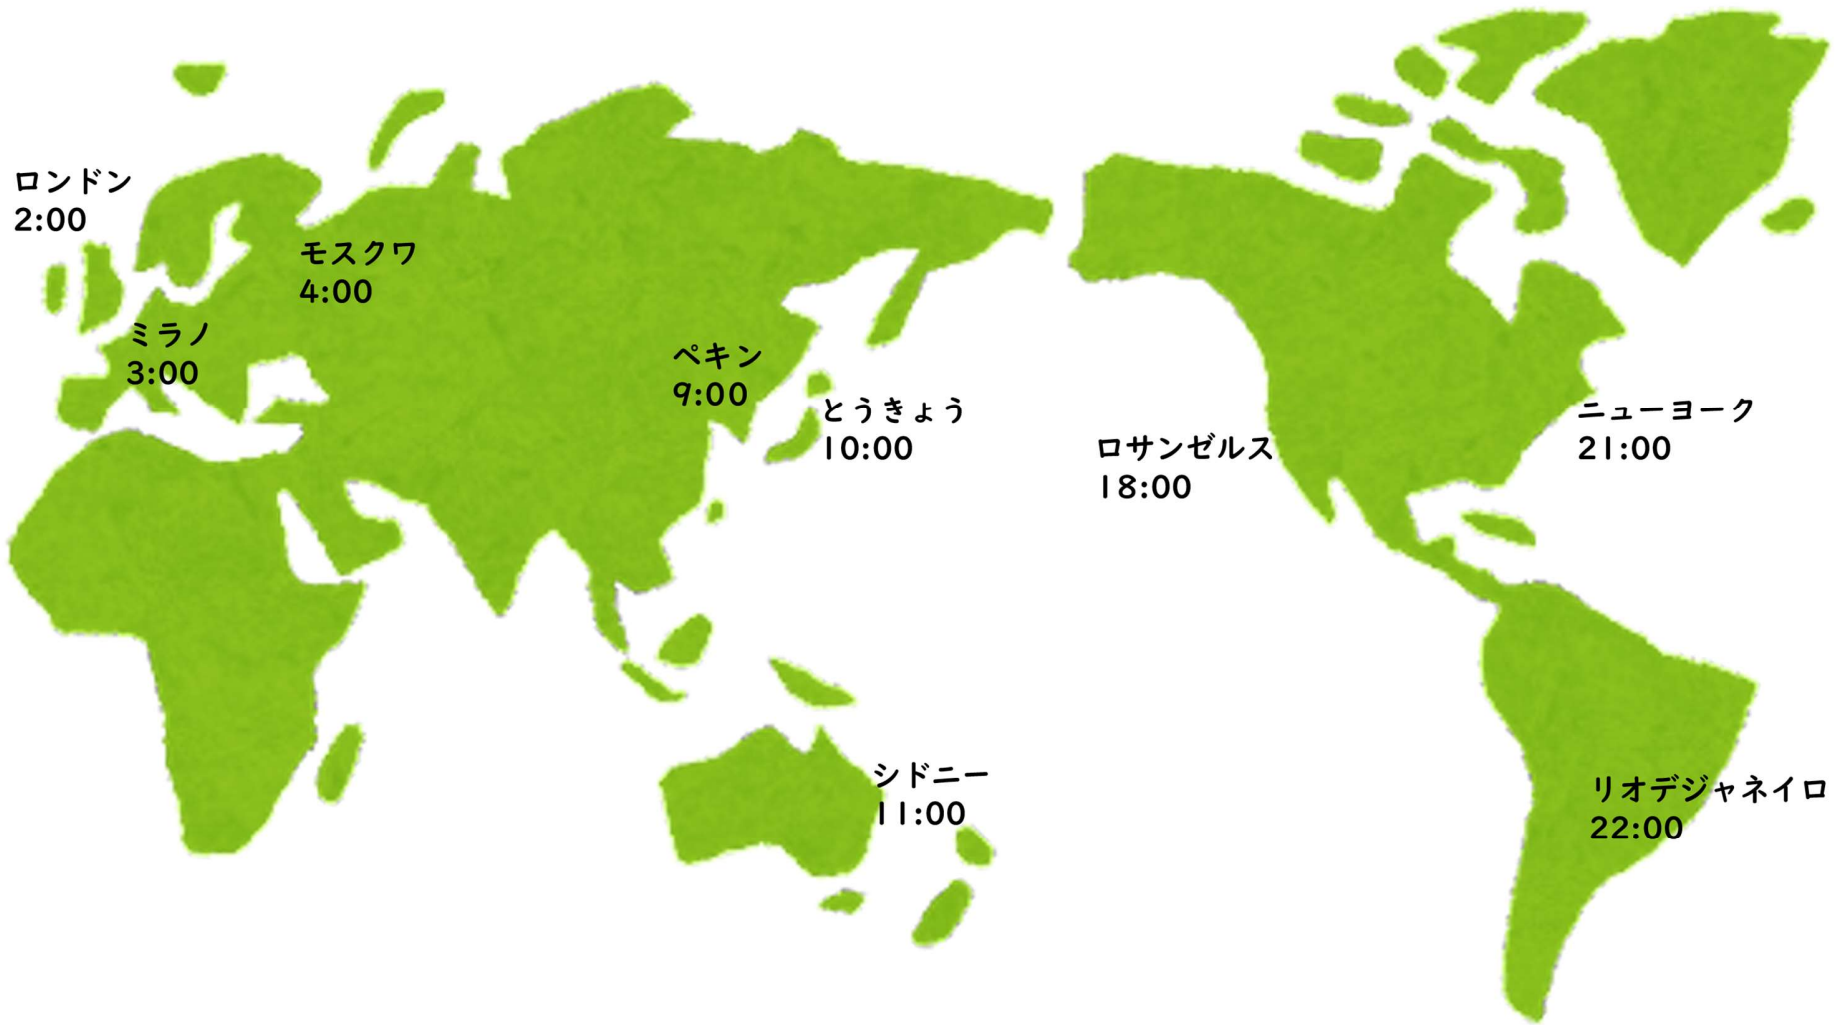 ロンドン
2:00
モスクワ
4:00
ミラノ
3:00
ペキン
9:00
とうきょう
10:00
ロサンゼルス
18:00
ニューヨーク
21:00
シドニー
11:00
リオデジャネイロ
22:00